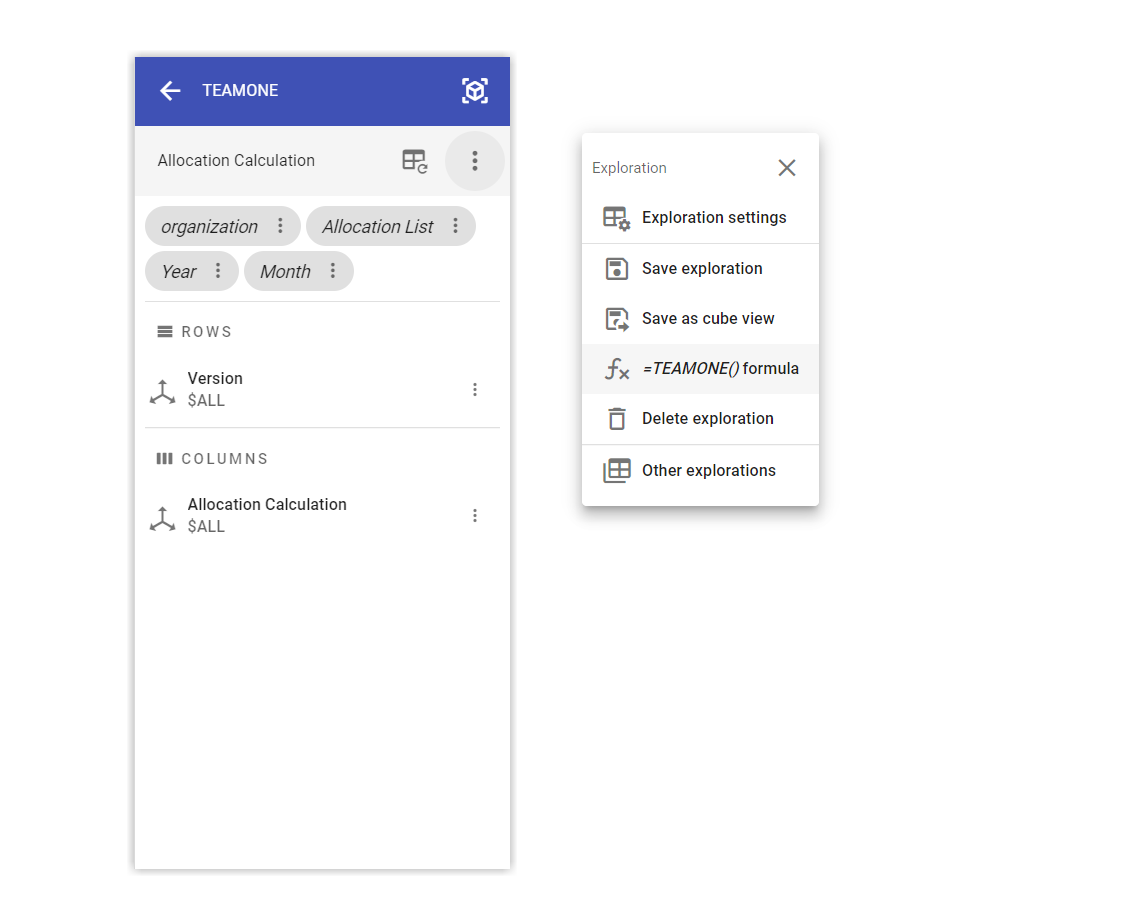 TEAMONE
Allocation Calculation
organization
Allocation List
Year
Month
ROWS
Version
$ALL
COLUMNS
Allocation Calculation
$ALL
Exploration
Exploration settings
Save exploration
Save as cube view
=TEAMONE() formula
Delete exploration
Other explorations